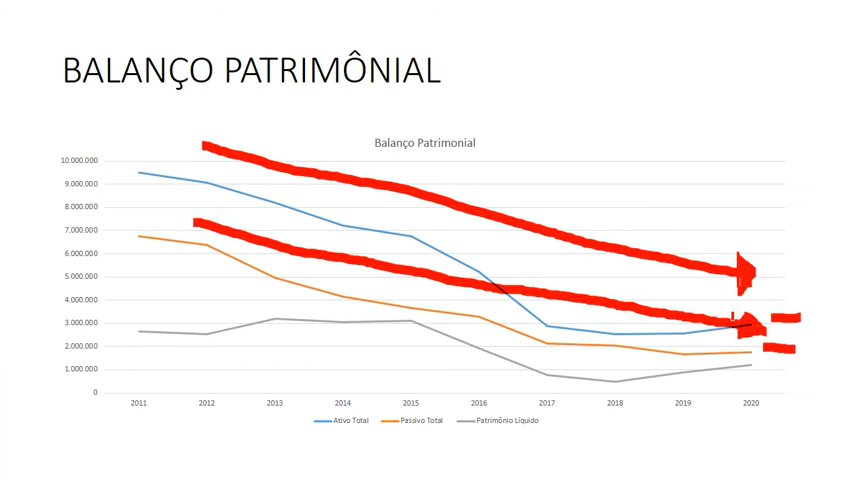 BALANÇO PATRIMÔNIAL
Balanço Patrimonial
10.000.000
9.000.000
8.000.000
7.000.000
6.000.000
5.000.000
4.000.000
3.000.000
2.000.000
1.000.000
0
2011 2012 2013 2014 2015 2016 2017 2018 2019 2020
Ativo Total Passivo Total Patrimônio Líquido